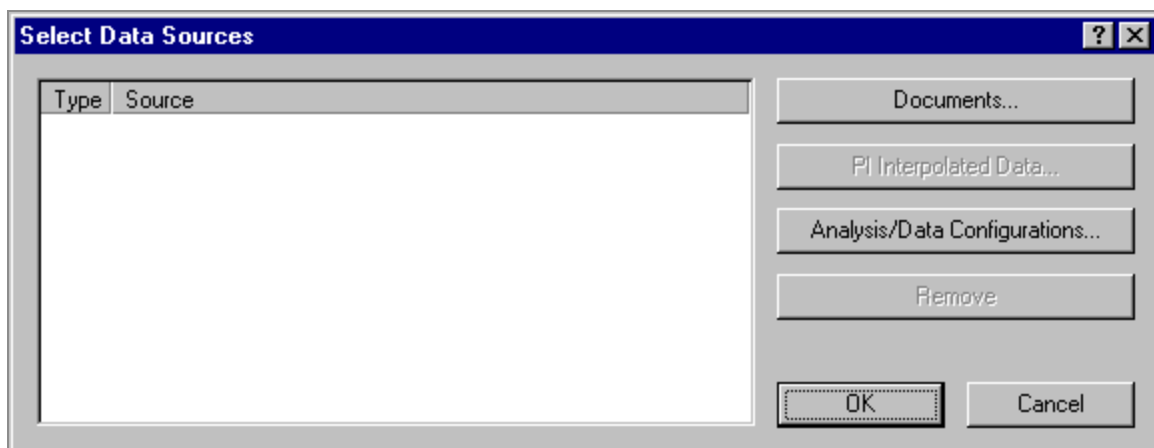 Select Data Sources
?
Type Source
Documents...
PI Interpolated Data...
Analysis/Data Configurations...
Remove
OK Cancel